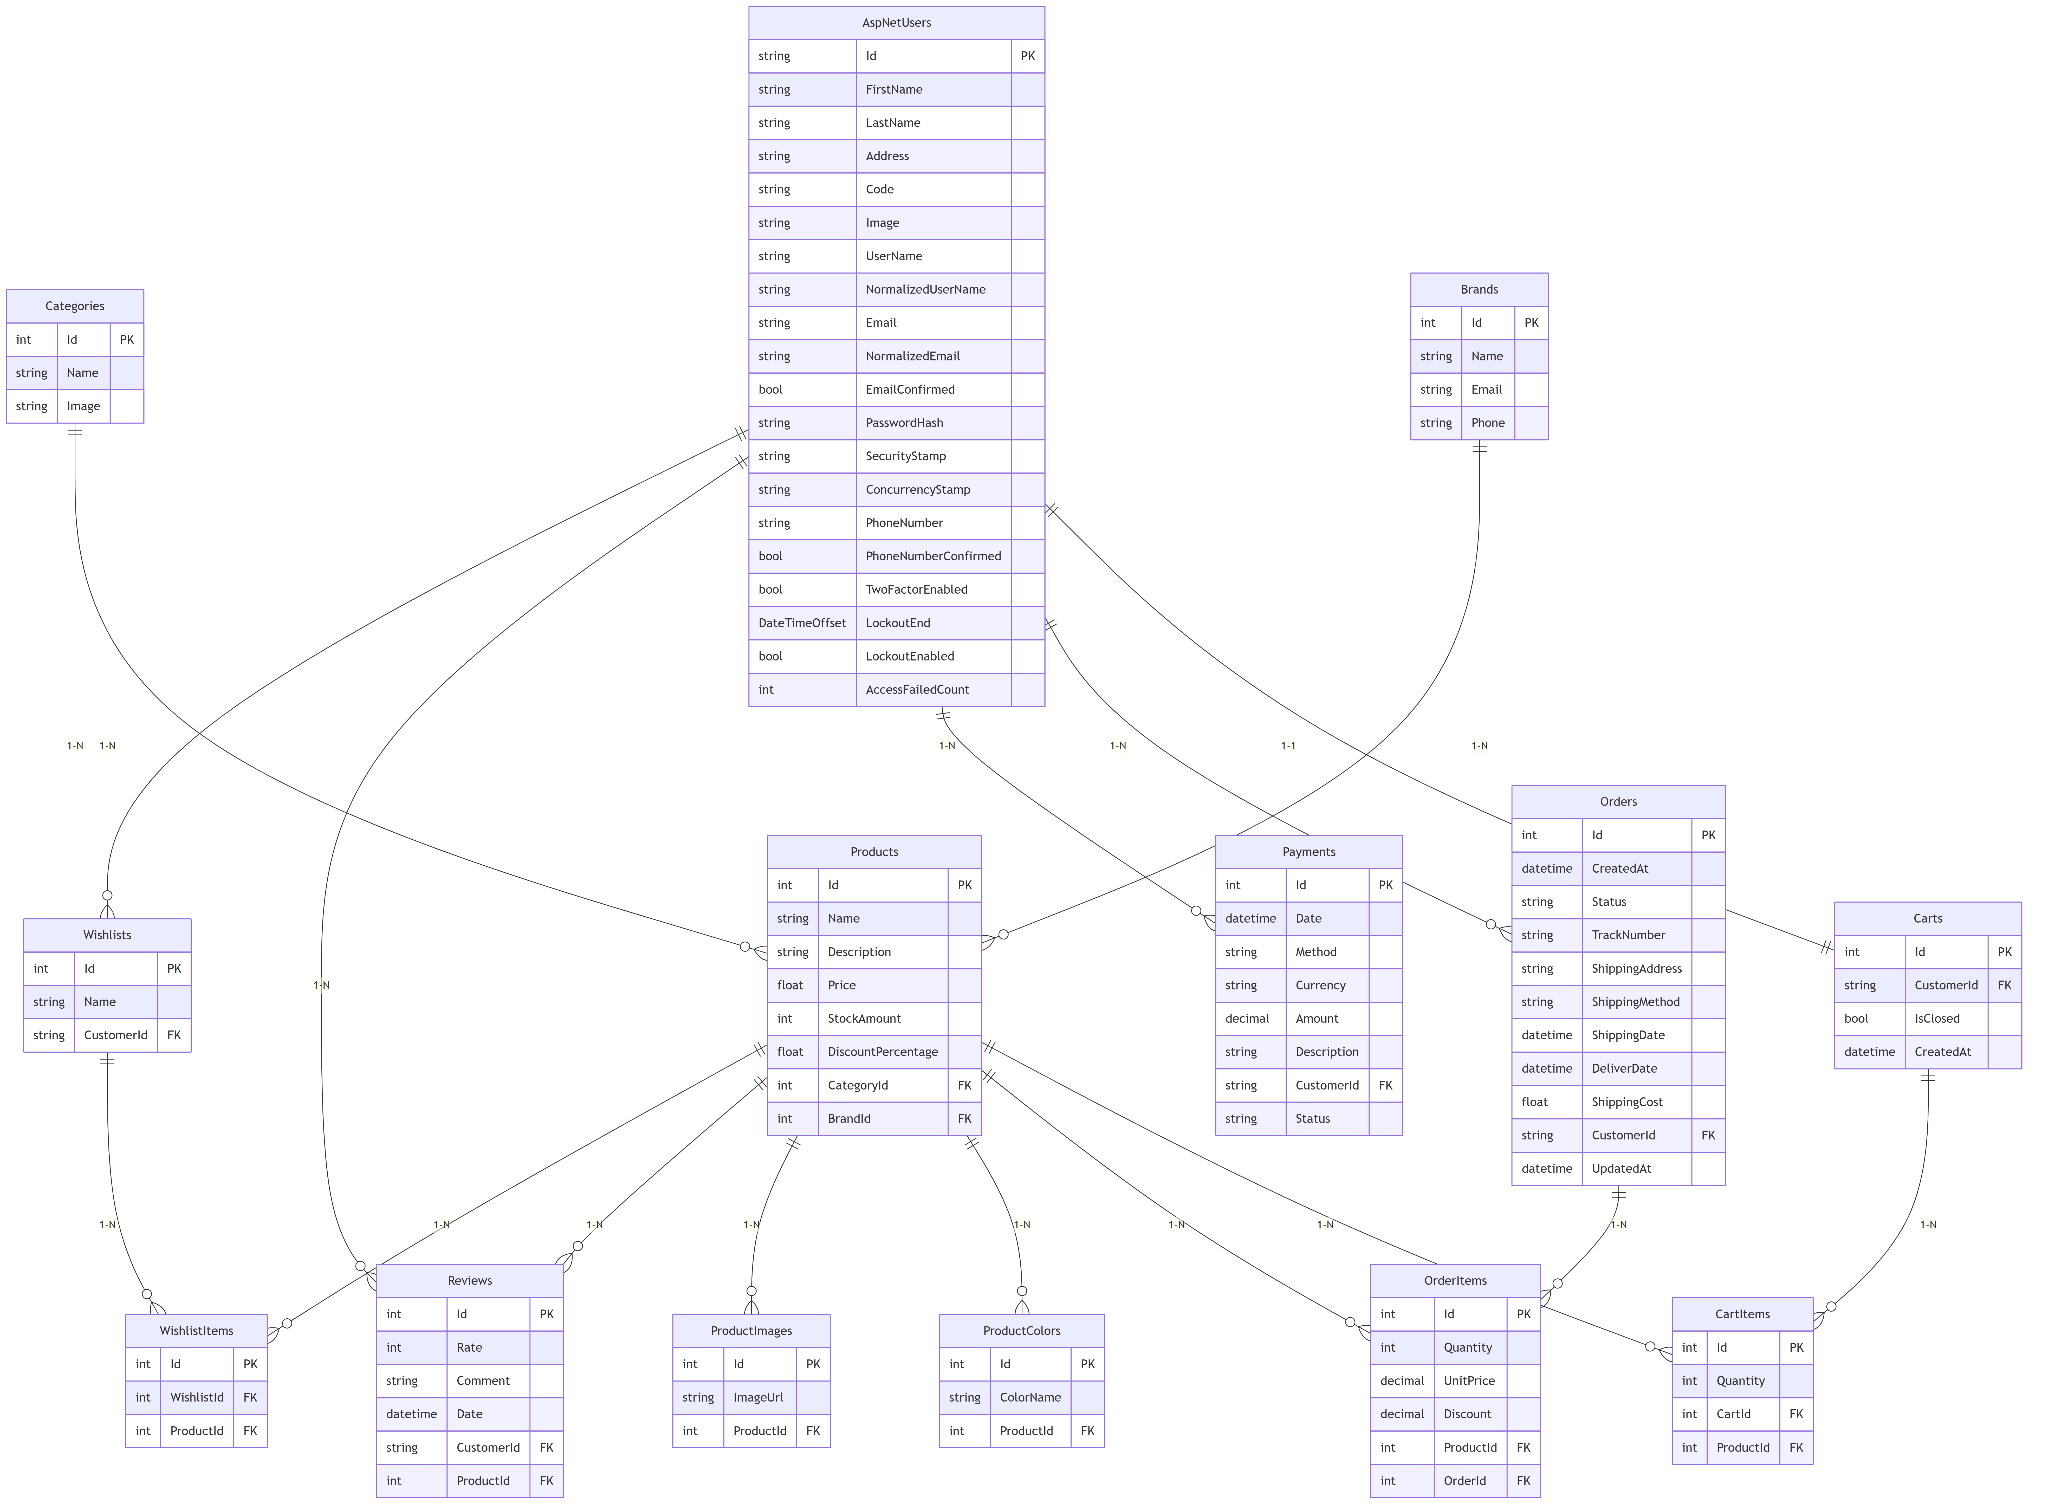 AspNetUsers
string Id PK
string FirstName
string LastName
string Address
string Code
string Image
string UserName
string NormalizedUserName
string Email
string NormalizedEmail
bool EmailConfirmed
string PasswordHash
string SecurityStamp
string ConcurrencyStamp
string PhoneNumber
bool PhoneNumberConfirmed
bool TwoFactorEnabled
DateTimeOffset LockoutEnd
bool LockoutEnabled
int AccessFailedCount
Categories
int Id PK
string Name
string Image
Brands
int Id PK
string Name
string Email
string Phone
1-N
1-N
1-N
1-N
1-1
1-N
Wishlists
int Id PK
string Name
string CustomerId FK
1-N
Products
int Id PK
string Name
string Description
float Price
int StockAmount
float DiscountPercentage
int CategoryId FK
int BrandId FK
Payments
int Id PK
datetime Date
string Method
string Currency
decimal Amount
string Description
string CustomerId FK
string Status
Orders
int Id PK
datetime CreatedAt
string Status
string TrackNumber
string ShippingAddress
string ShippingMethod
datetime ShippingDate
datetime DeliverDate
float ShippingCost
string CustomerId FK
datetime UpdatedAt
Carts
int Id PK
string CustomerId FK
bool IsClosed
datetime CreatedAt
1-N
1-N
1-N
1-N
1-N
1-N
1-N
1-N
1-N
WishlistItems
int Id PK
int WishlistId FK
int ProductId FK
Reviews
int Id PK
int Rate
string Comment
datetime Date
string CustomerId FK
int ProductId FK
ProductImages
int Id PK
string ImageUrl
int ProductId FK
ProductColors
int Id PK
string ColorName
int ProductId FK
OrderItems
int Id PK
int Quantity
decimal UnitPrice
decimal Discount
int ProductId FK
int OrderId FK
CartItems
int Id PK
int Quantity
int CartId FK
int ProductId FK